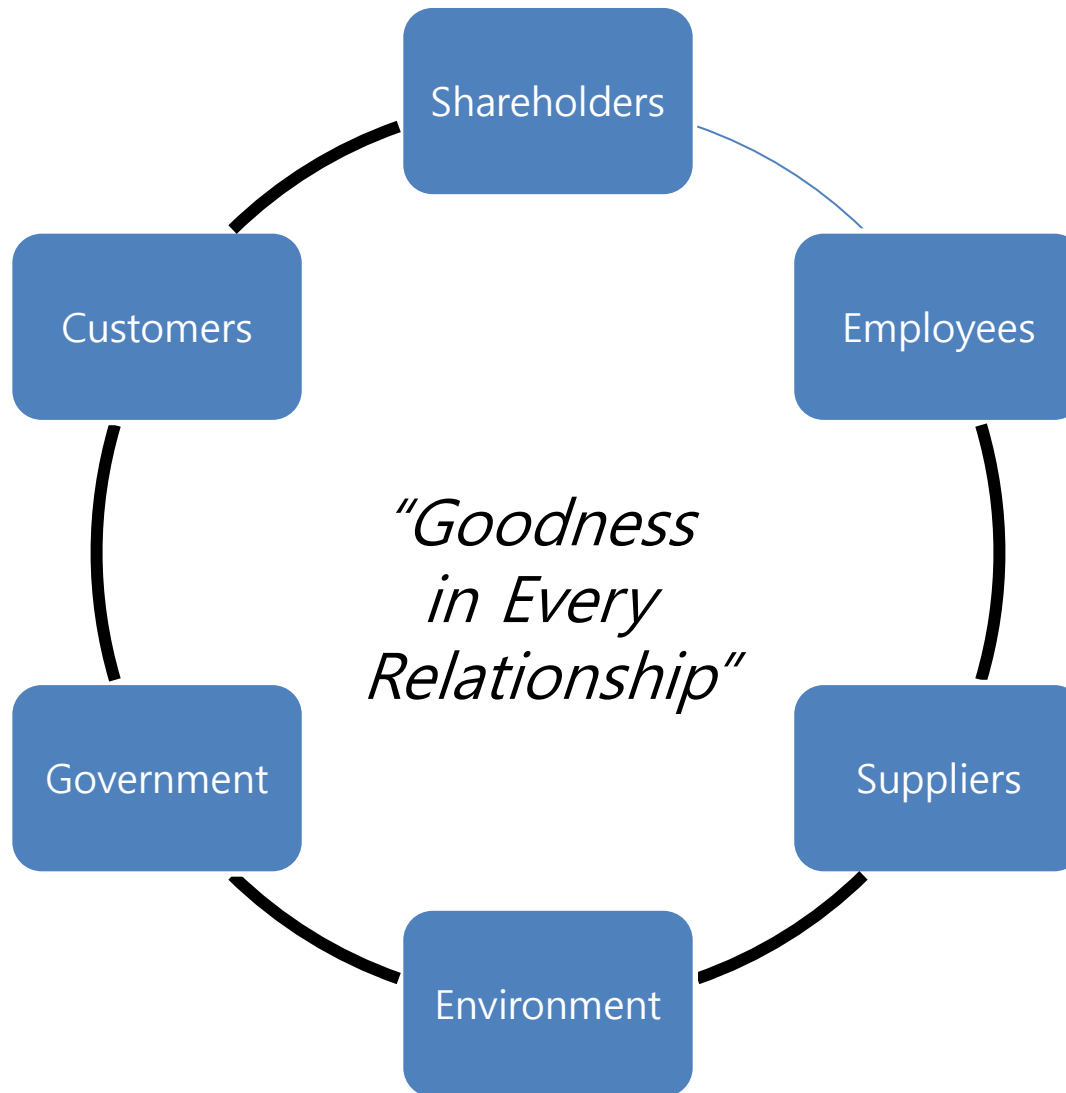 Shareholders
Customers
Employees
“Goodness
in Every
Relationship”
Government
Suppliers
Environment